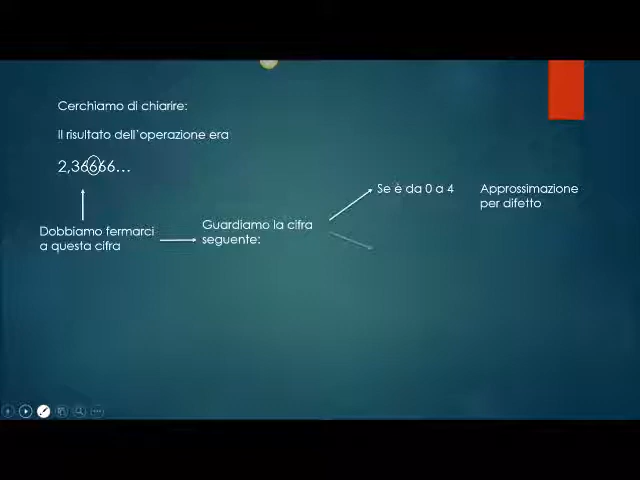 Cerchiamo di chiarire:
Il risultato dell'operazione era
2,36666...
Se è da 0 a 4
Approssimazione
per difetto
Guardiamo la cifra
seguente:
Dobbiamo fermarci
a questa cifra